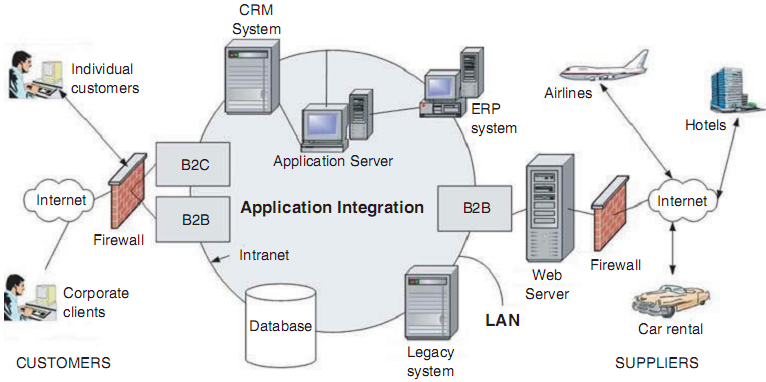 CRM
System
Individual
customers
Airlines
Hotels
ERP
system
Application Server
B2C
Internet
B2B
Application Integration
B2B
Internet
Firewall
Intranet
Firewall
Web
Server
Corporate
clients
Database
LAN
Car rental
Legacy
system
CUSTOMERS
SUPPLIERS